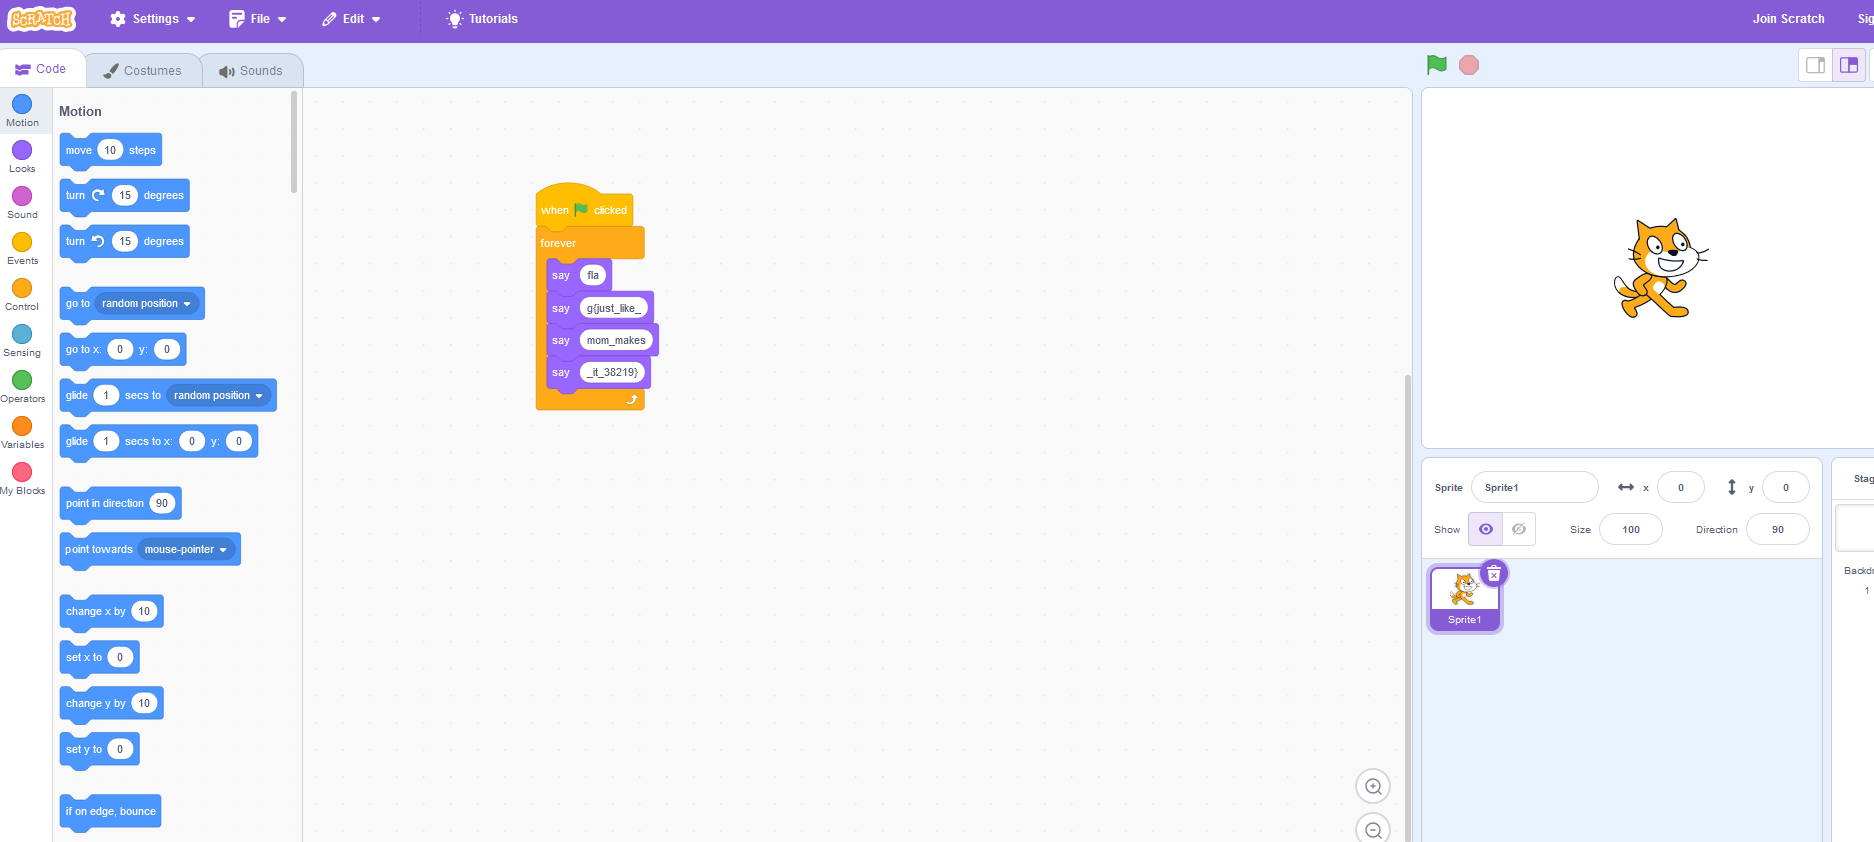 SCRATCH Settings File Edit Tutorials Join Scratch
Code Costumes Sounds
Motion
Looks
Sound
Events
Control
Sensing
Operators
Variables
My Blocks
Motion
move 10 steps
turn 15 degrees
turn 15 degrees
go to random position
go to x: 0 y: 0
glide 1 secs to random position
glide 1 secs to x: 0 y: 0
point in direction 90
point towards mouse-pointer
change x by 10
set x to 0
change y by 10
set y to 0
if on edge, bounce
when clicked
forever
say fla
say g{just_like_
say mom_makes
say _it_38219}
Sprite Sprite1 x 0 y 0
Show Size 100 Direction 90
Sprite1
1